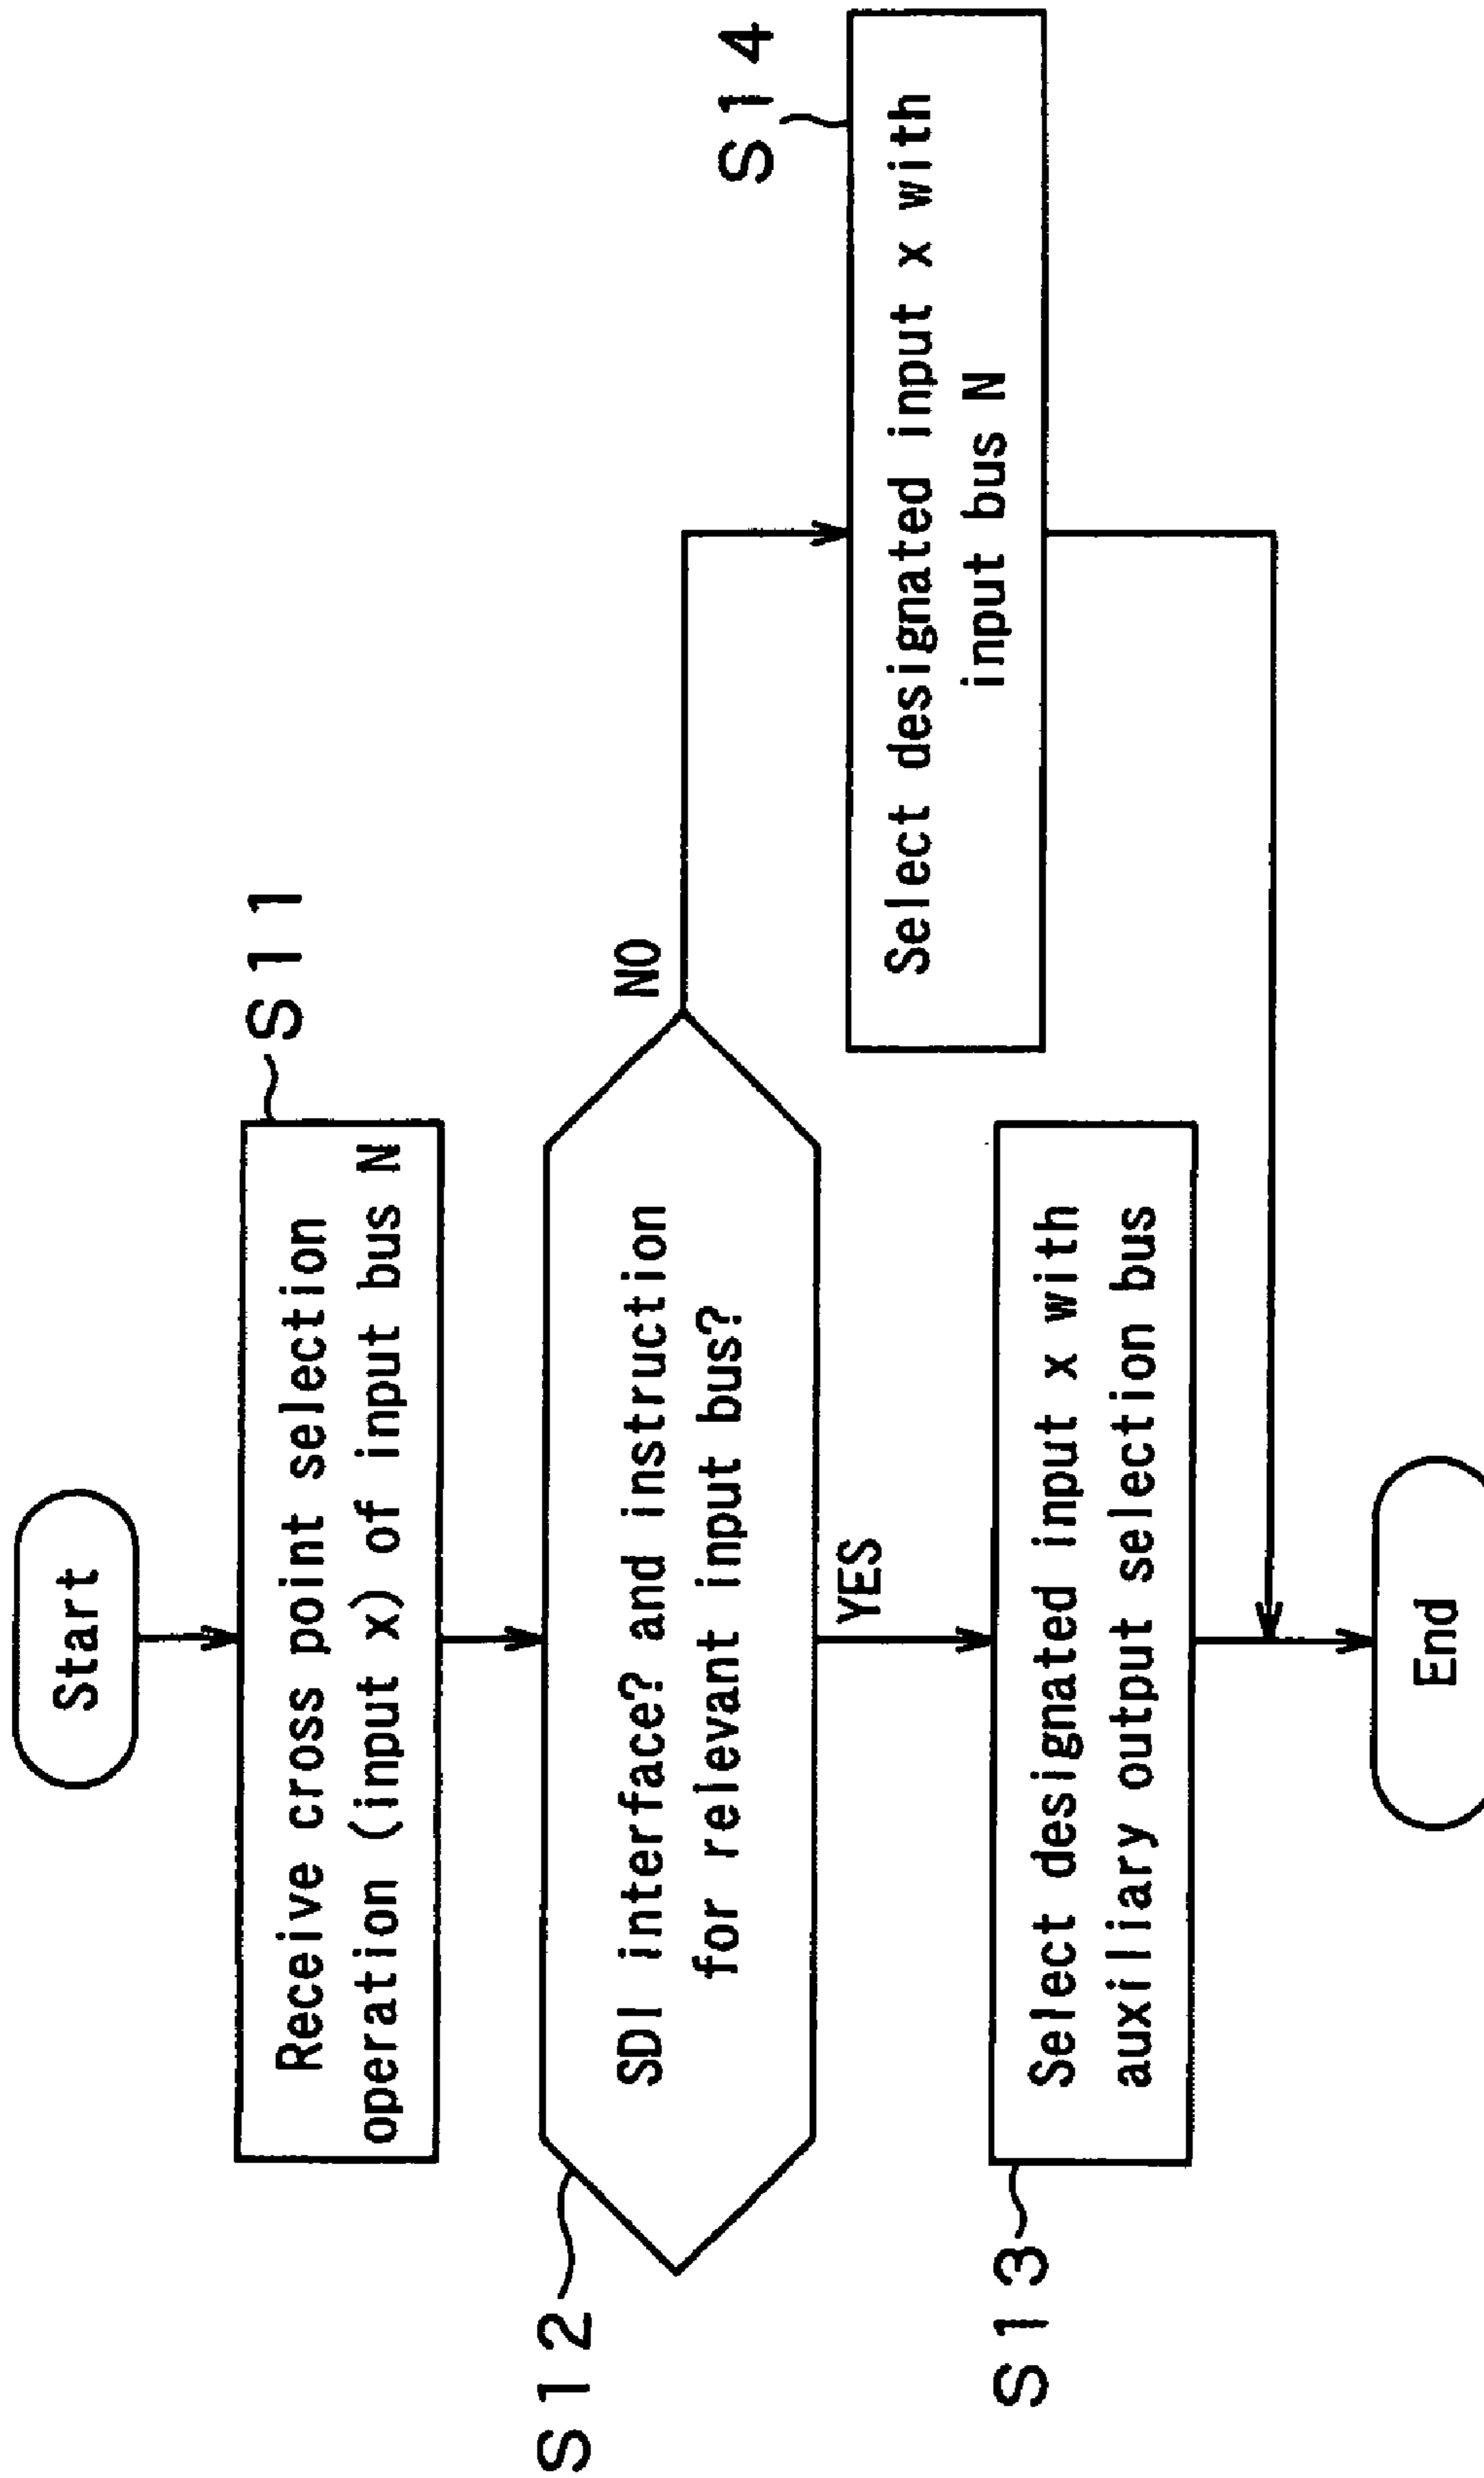 Start
S11
Receive cross point selection
operation (input x) of input bus N
S12
SDI interface? and instruction
for relevant input bus?
NO
YES
S14
Select designated input x with
input bus N
S13
Select designated input x with
auxiliary output selection bus
End